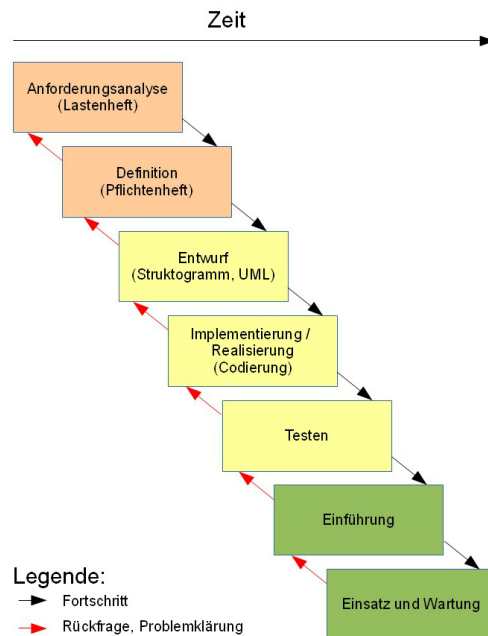 Zeit
Anforderungsanalyse
(Lastenheft)
Definition
(Pflichtenheft)
Entwurf
(Struktogramm, UML)
Implementierung /
Realisierung
(Codierung)
Testen
Einführung
Einsatz und Wartung
Legende:
Fortschritt
Rückfrage, Problemklärung